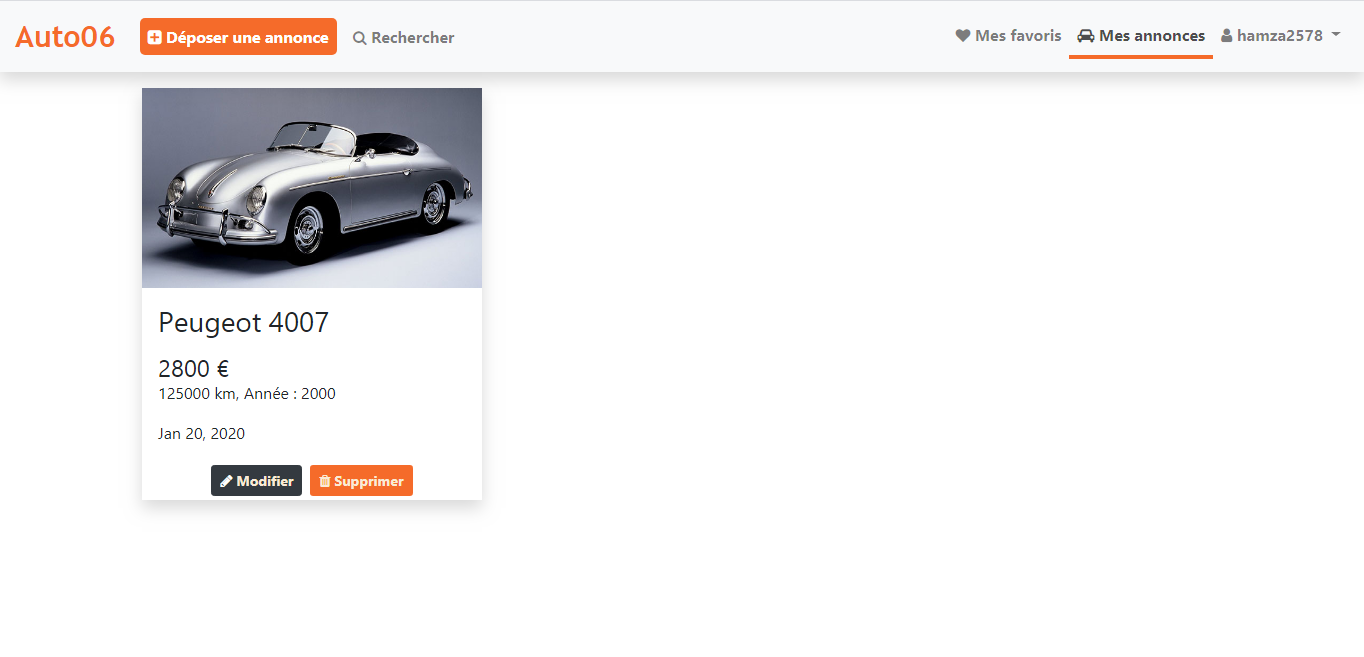 Auto06
Déposer une annonce
Rechercher
Mes favoris
Mes annonces
hamza2578
Peugeot 4007
2800 €
125000 km, Année : 2000
Jan 20, 2020
Modifier
Supprimer